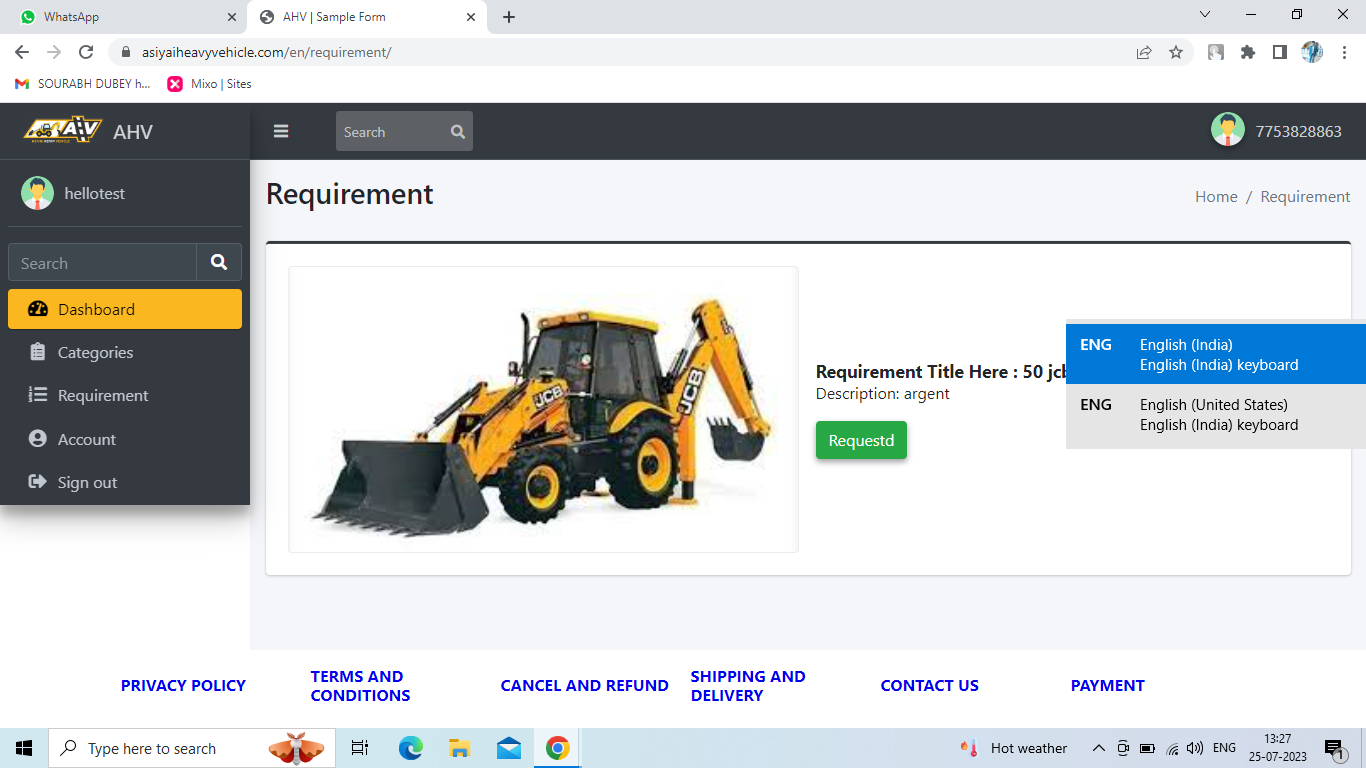 WhatsApp
AHV | Sample Form
asiyaiheavyvehicle.com/en/requirement/
SOURABH DUBEY h...
Mixo | Sites
AHV
AHV
Search
7753828863
hellotest
Requirement
Home / Requirement
Search
Dashboard
Categories
Requirement
Account
Sign out
JCB
JCB
Requirement Title Here : 50 jcb
Description: argent
Requestd
ENG English (India)
English (India) keyboard
ENG English (United States)
English (India) keyboard
PRIVACY POLICY
TERMS AND
CONDITIONS
CANCEL AND REFUND
SHIPPING AND
DELIVERY
CONTACT US
PAYMENT
Type here to search
Hot weather
ENG
13:27
25-07-2023
1